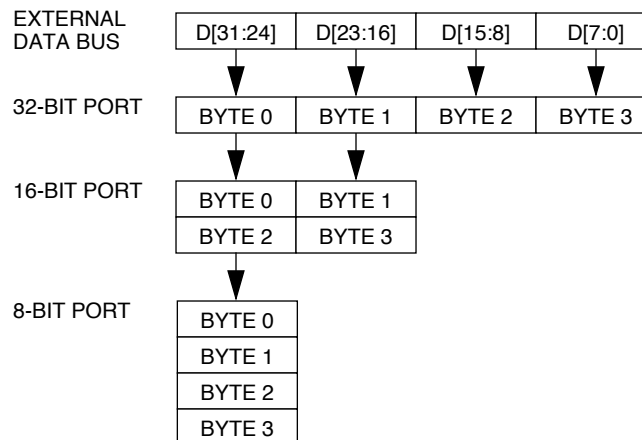 EXTERNAL
DATA BUS
D[31:24] D[23:16] D[15:8] D[7:0]
32-BIT PORT BYTE 0 BYTE 1 BYTE 2 BYTE 3
16-BIT PORT
BYTE 0 BYTE 1
BYTE 2 BYTE 3
8-BIT PORT
BYTE 0
BYTE 1
BYTE 2
BYTE 3